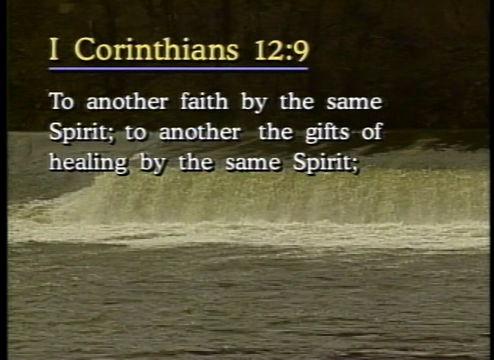 I Corinthians 12:9
To another faith by the same
Spirit; to another the gifts of
healing by the same Spirit;